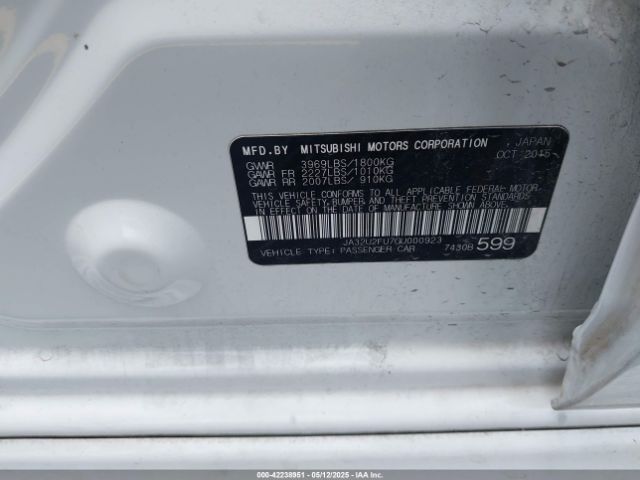 MFD.BY MITSUBISHI MOTORS CORPORATION , JAPAN
GVWR 3969LBS/1800KG OCT 2015
GAWR FR 2227LBS/1010KG
GAWR RR 2007LBS/ 910KG
THIS VEHICLE CONFORMS TO ALL APPLICABLE FEDERAL MOTOR
VEHICLE SAFETY, BUMPER, AND THEFT PREVENTION STANDARDS
IN EFFECT ON THE DATE OF MANUFACTURE SHOWN ABOVE.
JA32U2FU7GU000923
VEHICLE TYPE: PASSENGER CAR 7430B 599
000-42238951 - 05/12/2025 - IAAI.COM